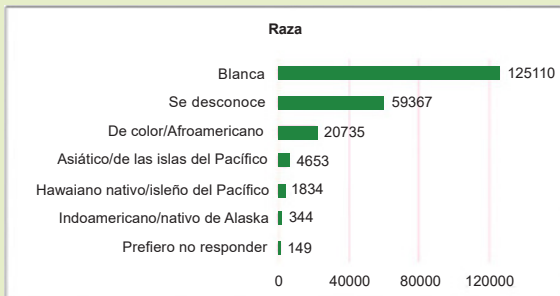 Raza
Blanca 125110
Se desconoce 59367
De color/Afroamericano 20735
Asiático/de las islas del Pacífico 4653
Hawaiano nativo/isleño del Pacífico 1834
Indoamericano/nativo de Alaska 344
Prefiero no responder 149
0 40000 80000 120000